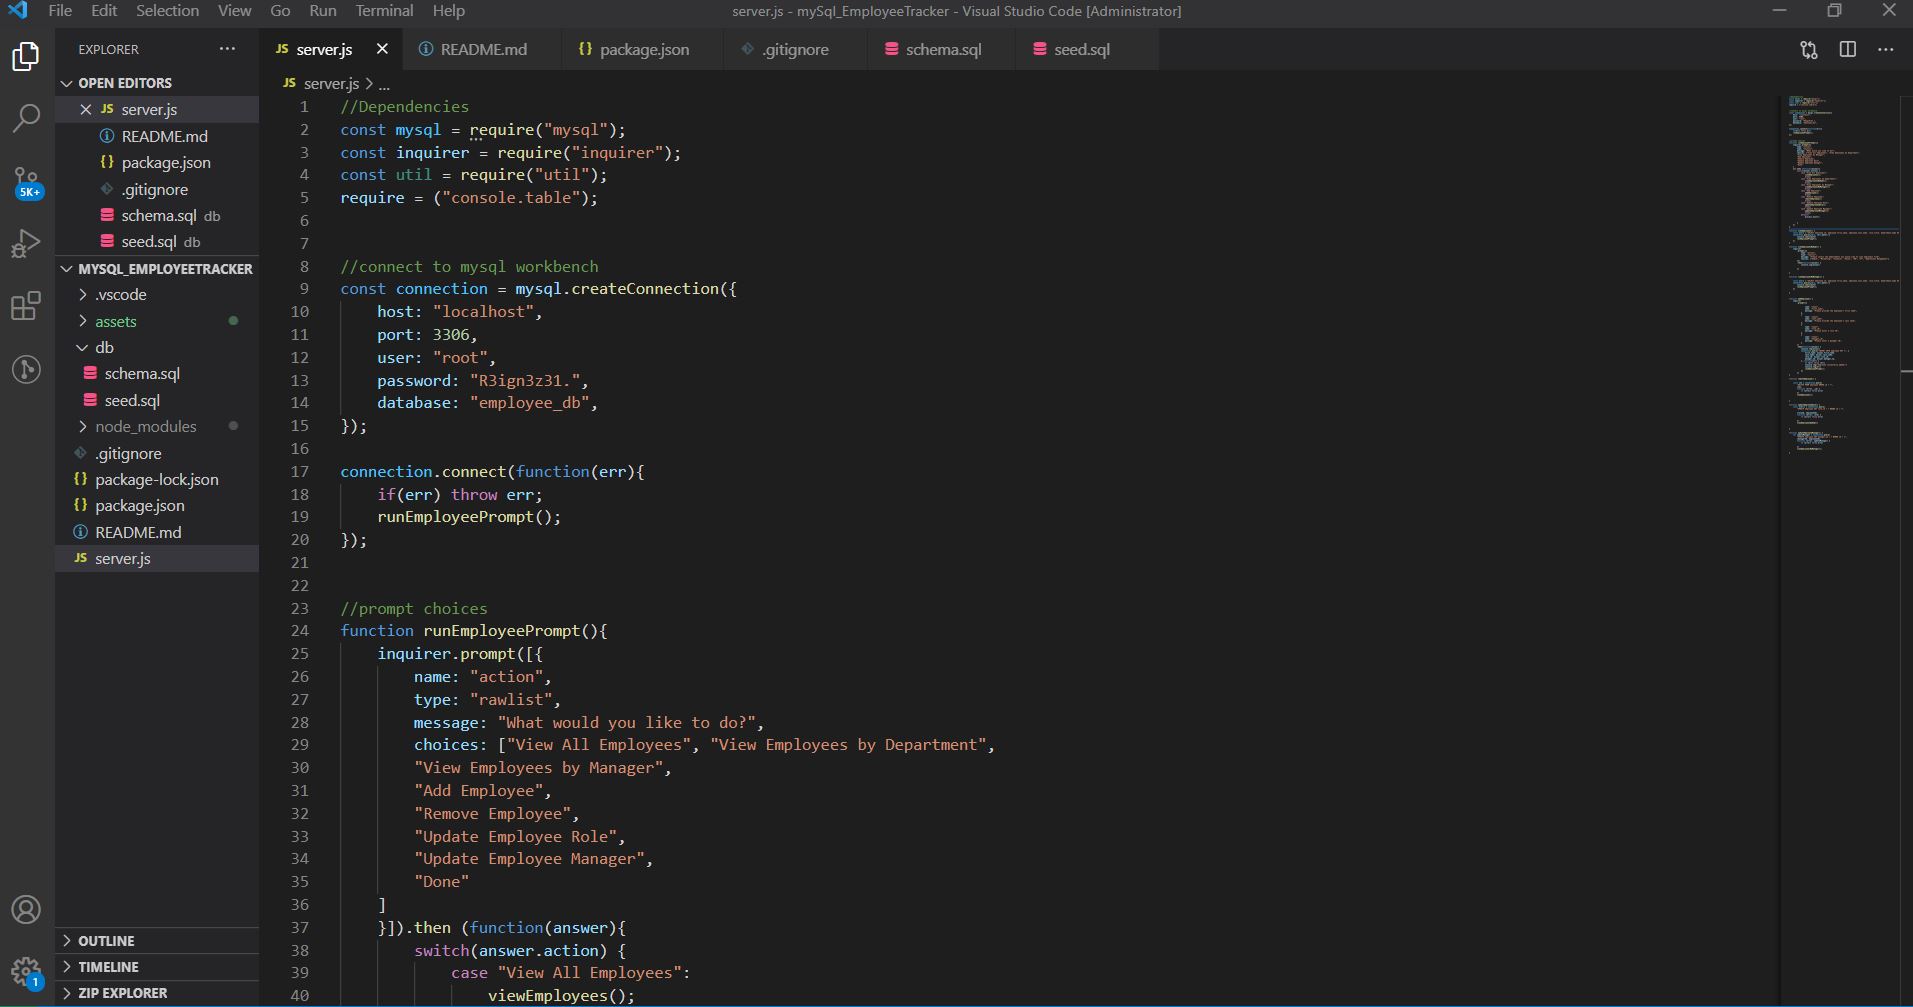 File Edit Selection View Go Run Terminal Help
server.js - mySql_EmployeeTracker - Visual Studio Code [Administrator]
EXPLORER ...
JS server.js
README.md
{} package.json
.gitignore
schema.sql
seed.sql
OPEN EDITORS
JS server.js
README.md
{} package.json
.gitignore
schema.sql db
seed.sql db
MYSQL_EMPLOYEETRACKER
.vscode
assets
db
schema.sql
seed.sql
node_modules
.gitignore
{} package-lock.json
{} package.json
README.md
JS server.js
OUTLINE
TIMELINE
ZIP EXPLORER
5K+
1
JS server.js > ...
1 //Dependencies
2 const mysql = require("mysql");
3 const inquirer = require("inquirer");
4 const util = require("util");
5 require = ("console.table");
6
7
8 //connect to mysql workbench
9 const connection = mysql.createConnection({
10 host: "localhost",
11 port: 3306,
12 user: "root",
13 password: "R3ign3z31.",
14 database: "employee_db",
15 });
16
17 connection.connect(function(err){
18 if(err) throw err;
19 runEmployeePrompt();
20 });
21
22
23 //prompt choices
24 function runEmployeePrompt(){
25 inquirer.prompt([{
26 name: "action",
27 type: "rawlist",
28 message: "What would you like to do?",
29 choices: ["View All Employees", "View Employees by Department",
30 "View Employees by Manager",
31 "Add Employee",
32 "Remove Employee",
33 "Update Employee Role",
34 "Update Employee Manager",
35 "Done"
36 ]
37 }]).then (function(answer){
38 switch(answer.action) {
39 case "View All Employees":
40 viewEmployees();